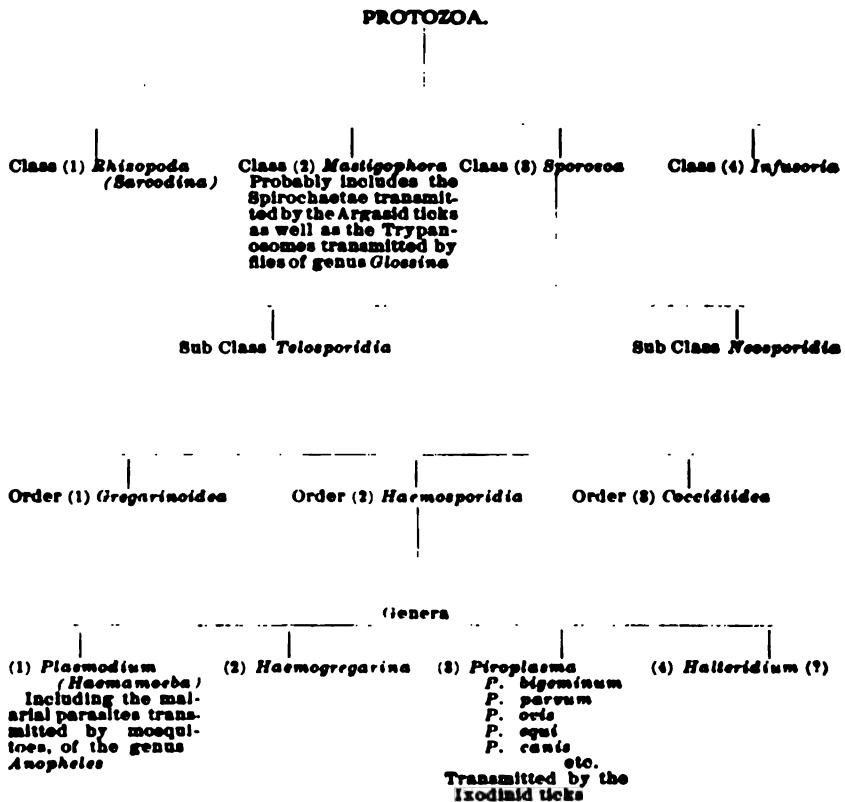 PROTOZOA.
Class (1) Rhizopoda
(Sarcodina)
Class (2) Mastigophora
Probably includes the
Spirochaetae transmit-
ted by the Argasid ticks
as well as the Trypan-
osomes transmitted by
flies of genus Glossina
Class (3) Sporozoa
Class (4) Infusoria
Sub Class Telosporidia
Sub Class Neosporidia
Order (1) Gregarinoidea
Order (2) Haemosporidia
Order (3) Coccidiidea
Genera
(1) Plasmodium
(Haemamoeba)
Including the mal-
arial parasites trans-
mitted by mosqui-
toes, of the genus
Anopheles
(2) Haemogregarina
(3) Piroplasma
P. bigeminum
P. parvum
P. ovis
P. equi
P. canis
etc.
Transmitted by the
Ixodinid ticks
(4) Halteridium (?)